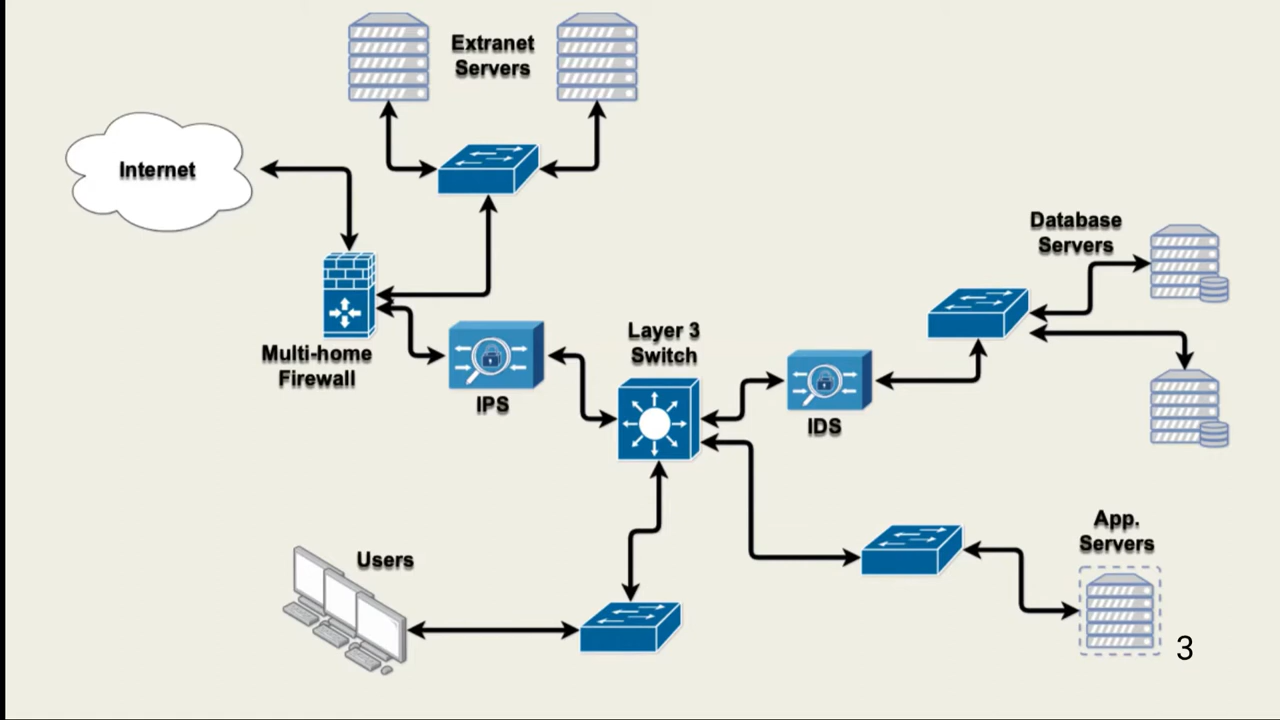 Extranet
Servers
Internet
Database
Servers
Multi-home
Firewall
IPS
Layer 3
Switch
IDS
Users
App.
Servers
3